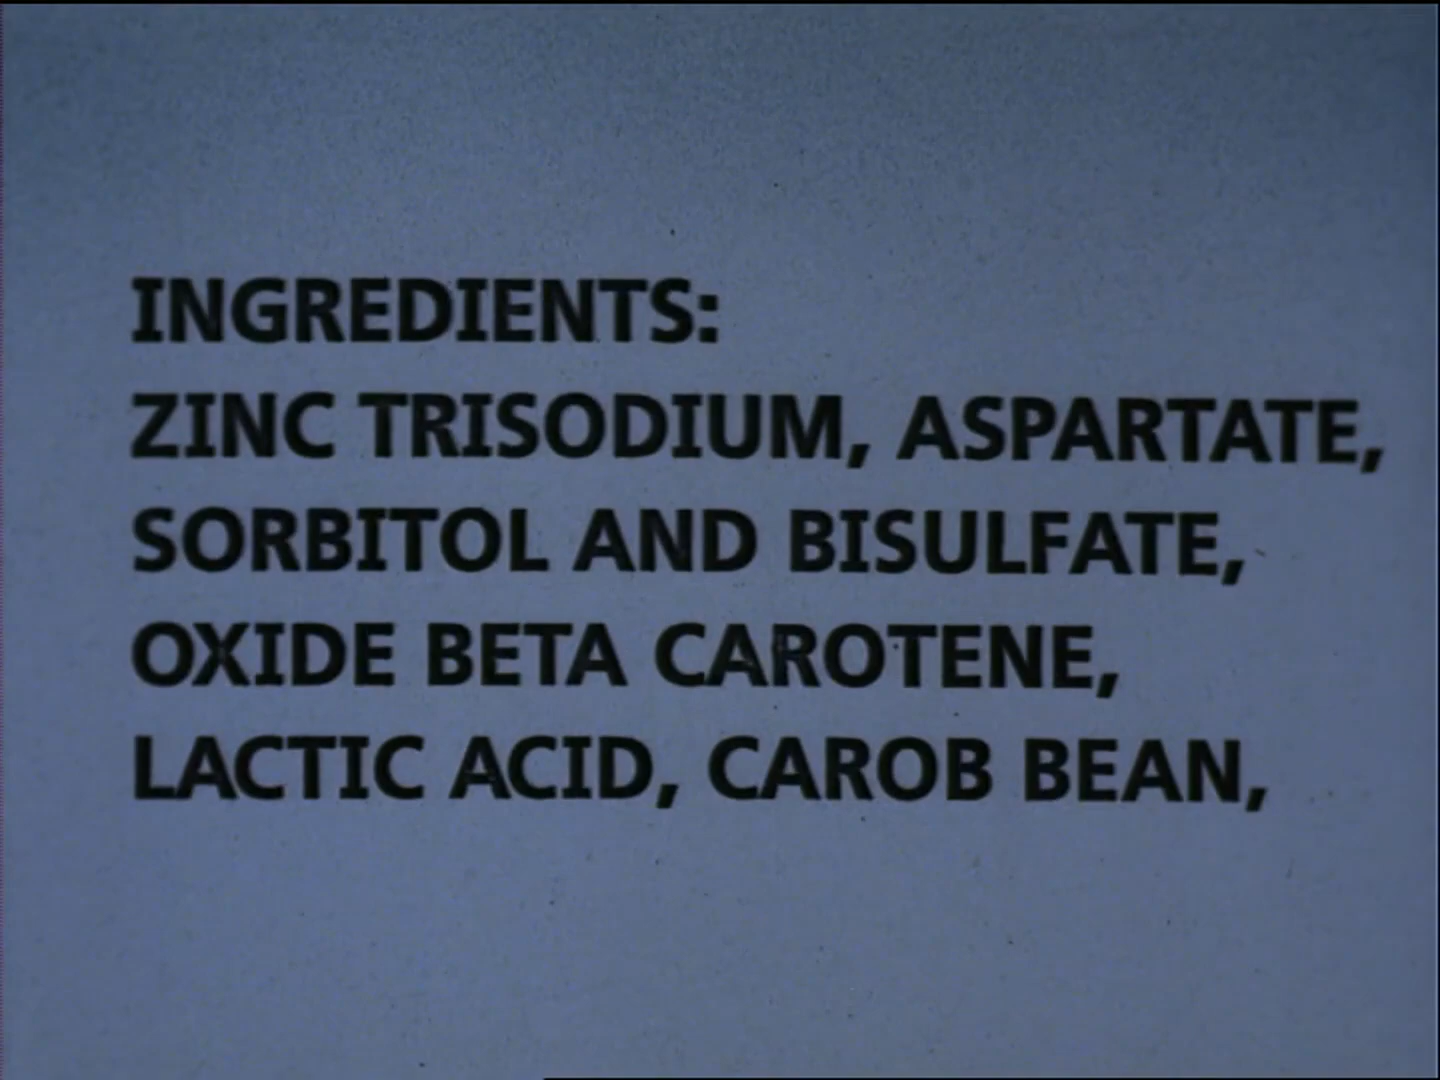 INGREDIENTS:
ZINC TRISODIUM, ASPARTATE,
SORBITOL AND BISULFATE,
OXIDE BETA CAROTENE,
LACTIC ACID, CAROB BEAN,